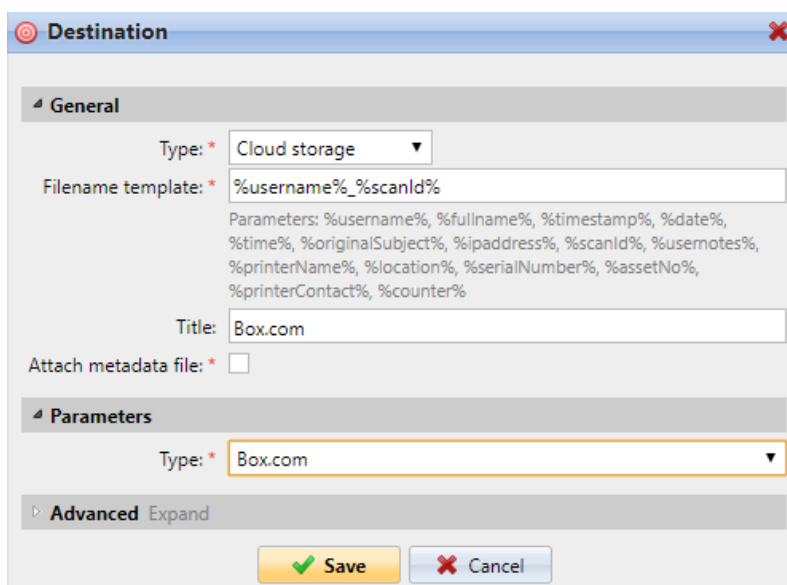 Destination
General
Type: * Cloud storage
Filename template: * %username%_%scanId%
Parameters: %username%, %fullname%, %timestamp%, %date%,
%time%, %originalSubject%, %ipaddress%, %scanId%, %usernotes%,
%printerName%, %location%, %serialNumber%, %assetNo%,
%printerContact%, %counter%
Title: Box.com
Attach metadata file: *
Parameters
Type: * Box.com
Advanced Expand
Save Cancel